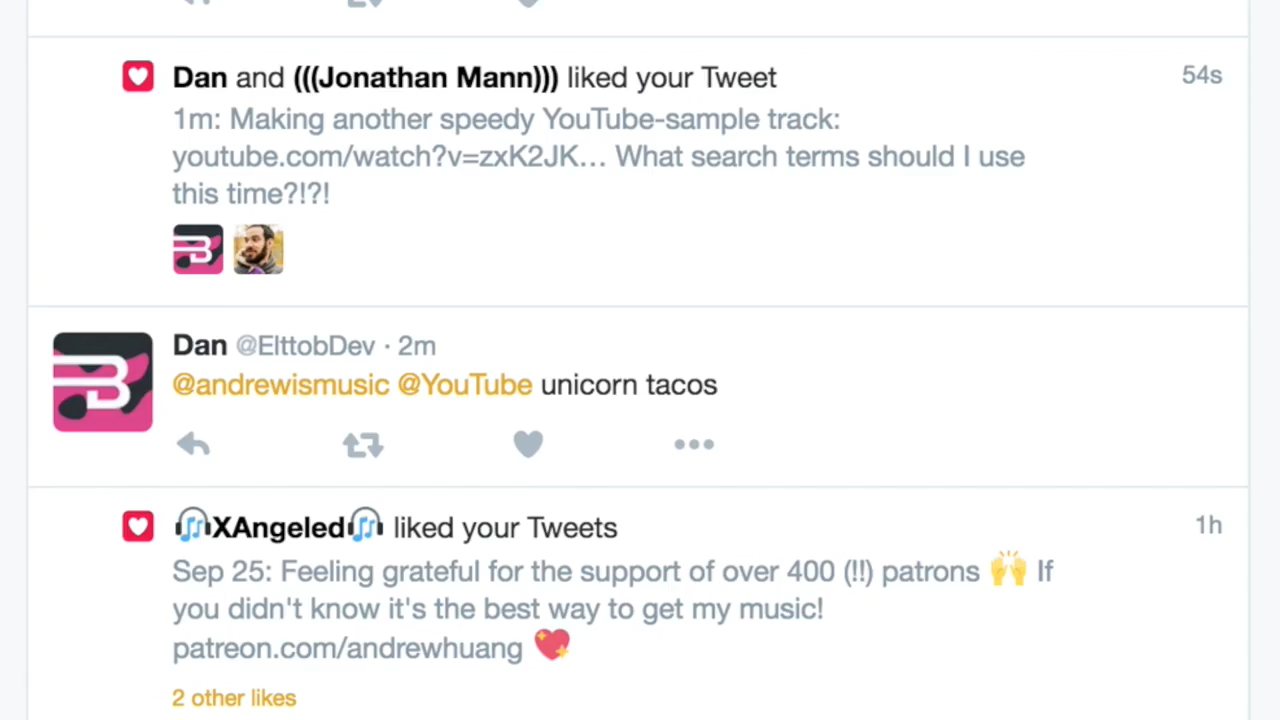 Dan and (((Jonathan Mann))) liked your Tweet
54s
1m: Making another speedy YouTube-sample track:
youtube.com/watch?v=zxK2JK… What search terms should I use
this time?!?!
Dan @ElttobDev · 2m
@andrewismusic @YouTube unicorn tacos
🎧XAngeled🎧 liked your Tweets
1h
Sep 25: Feeling grateful for the support of over 400 (!!) patrons 🙌 If
you didn't know it's the best way to get my music!
patreon.com/andrewhuang 💖
2 other likes